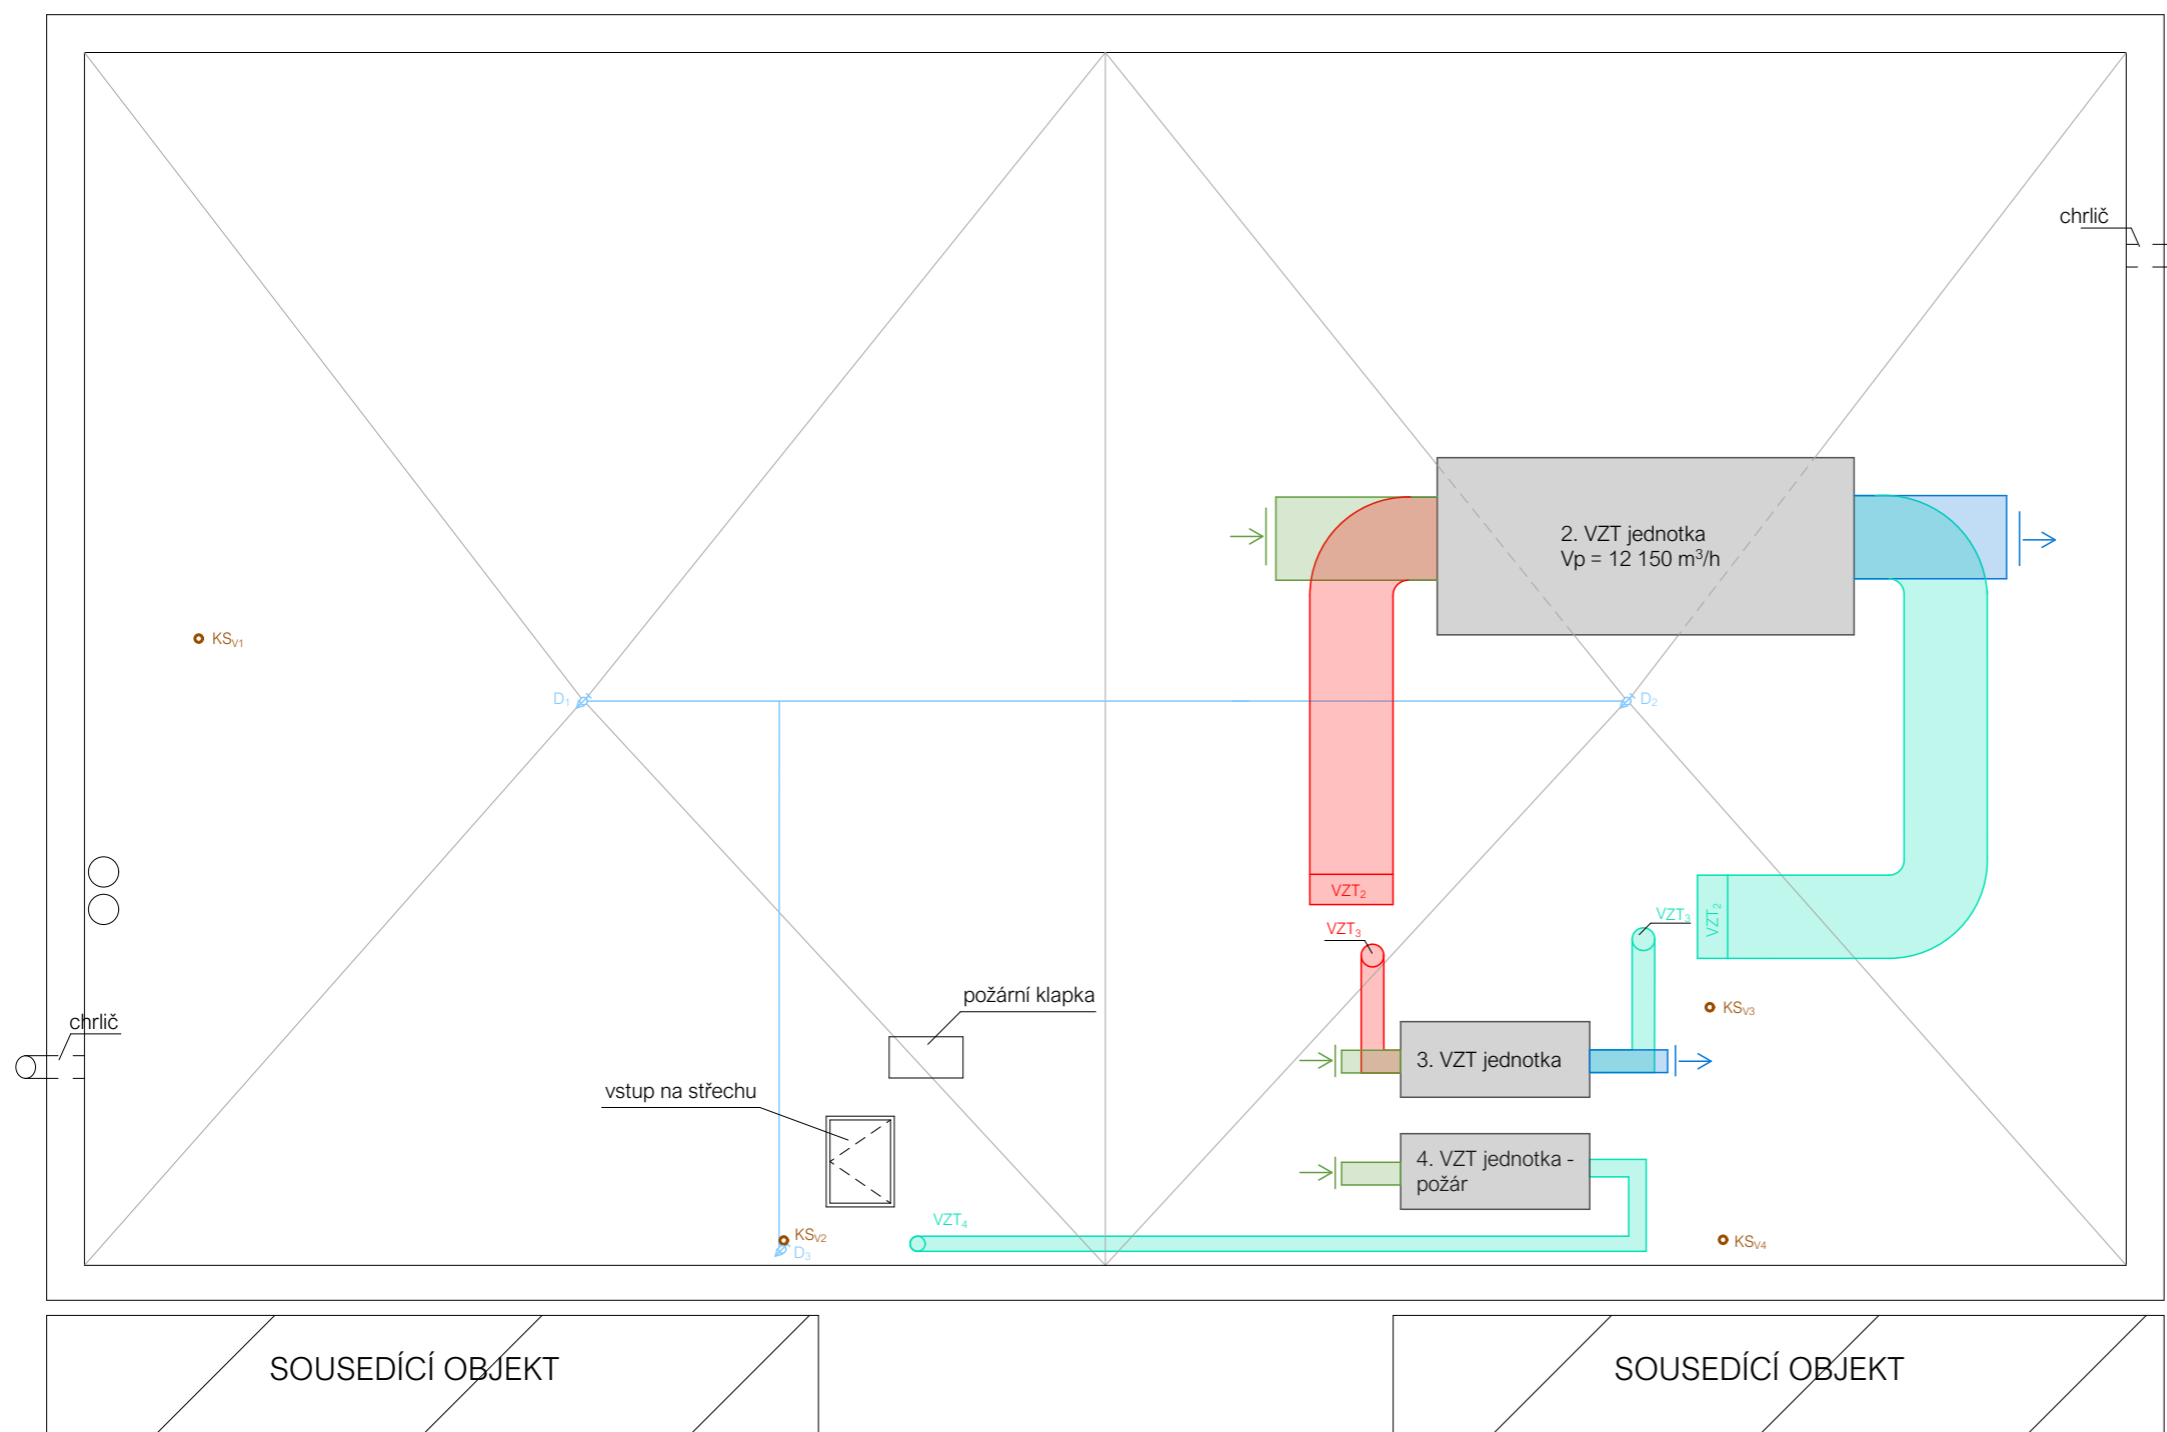 chrlič
2. VZT jednotka
Vp = 12 150 m³/h
KSV1
D1
D2
VZT2
VZT2
VZT3
VZT3
požární klapka
KSV3
chrlič
3. VZT jednotka
vstup na střechu
4. VZT jednotka -
požár
VZT4
KSV2
D3
KSV4
SOUSEDÍCÍ OBJEKT
SOUSEDÍCÍ OBJEKT